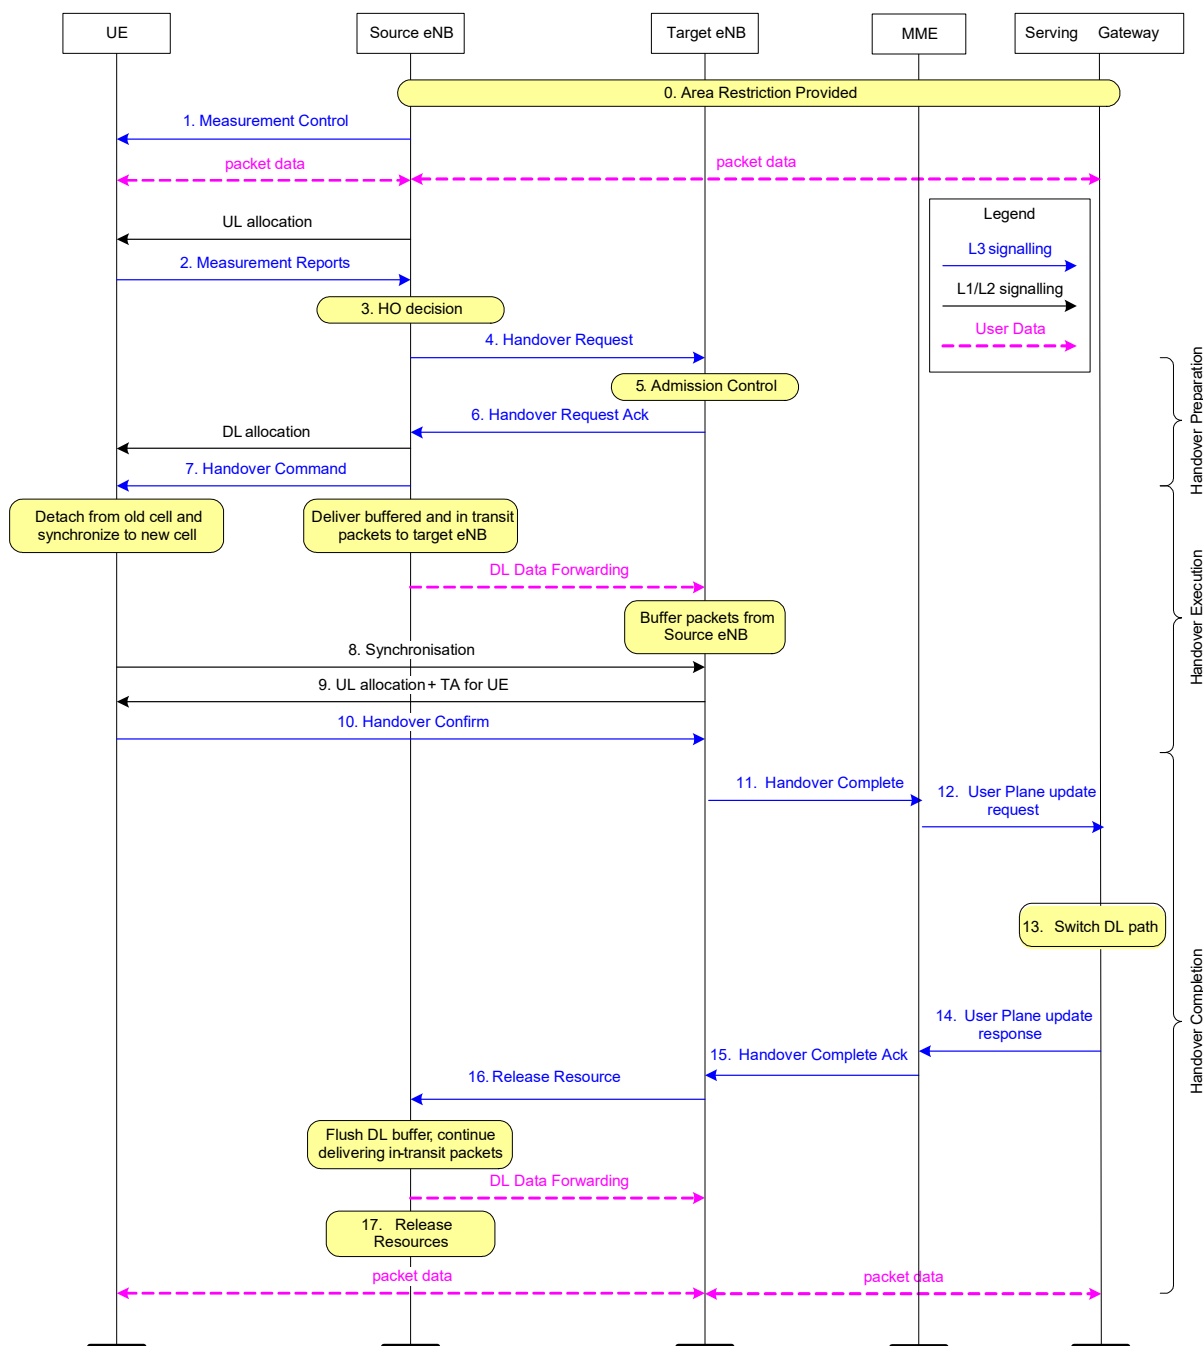 UE
Source eNB
Target eNB
MME
Serving Gateway
0. Area Restriction Provided
1. Measurement Control
packet data
packet data
Legend
L3 signalling
L1/L2 signalling
User Data
UL allocation
2. Measurement Reports
3. HO decision
4. Handover Request
5. Admission Control
6. Handover Request Ack
DL allocation
7. Handover Command
Handover Preparation
Detach from old cell and
synchronize to new cell
Deliver buffered and in transit
packets to target eNB
DL Data Forwarding
Buffer packets from
Source eNB
8. Synchronisation
9. UL allocation + TA for UE
10. Handover Confirm
Handover Execution
11. Handover Complete
12. User Plane update
request
13. Switch DL path
14. User Plane update
response
15. Handover Complete Ack
16. Release Resource
Flush DL buffer, continue
delivering in-transit packets
DL Data Forwarding
17. Release
Resources
packet data
packet data
Handover Completion